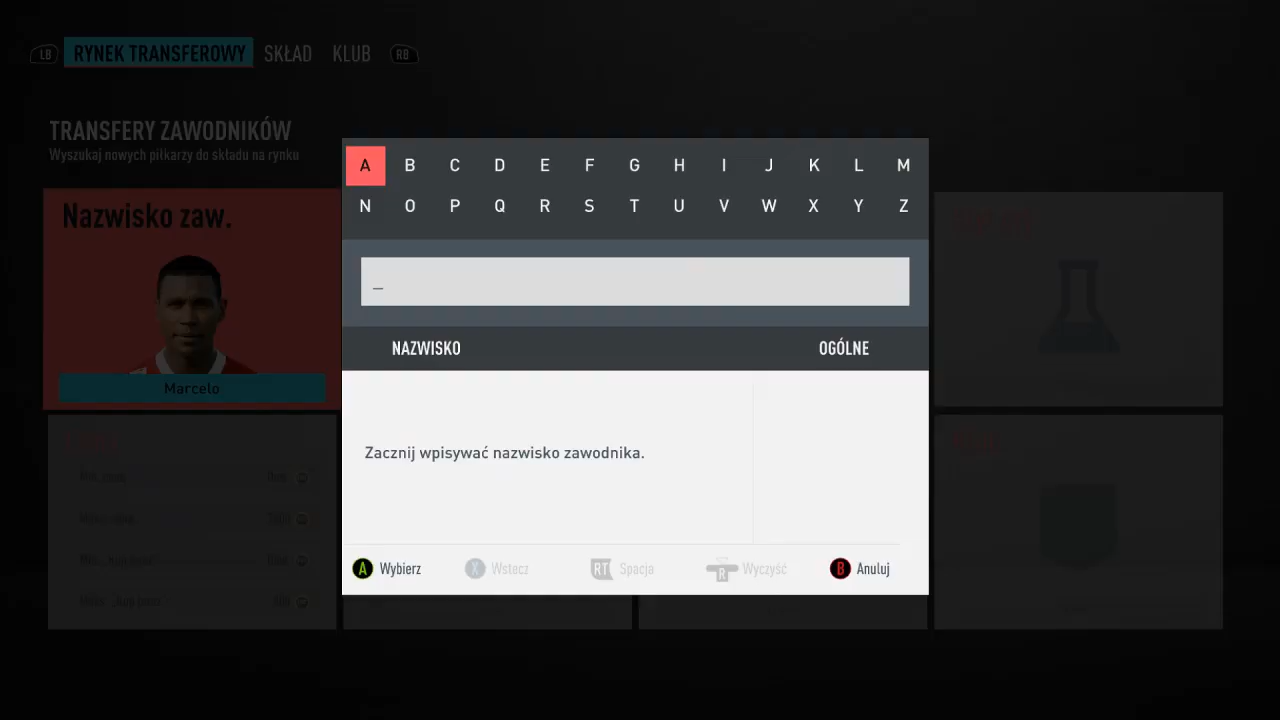 LB RYNEK TRANSFEROWY SKŁAD KLUB RB
TRANSFERY ZAWODNIKÓW
Wyszukaj nowych piłkarzy do składu na rynku
Nazwisko zaw.
Marcelo
A B C D E F G H I J K L M
N O P Q R S T U V W X Y Z
_
NAZWISKO OGÓLNE
Zacznij wpisywać nazwisko zawodnika.
A Wybierz X Wstecz RT Spacja R Wyczyść B Anuluj